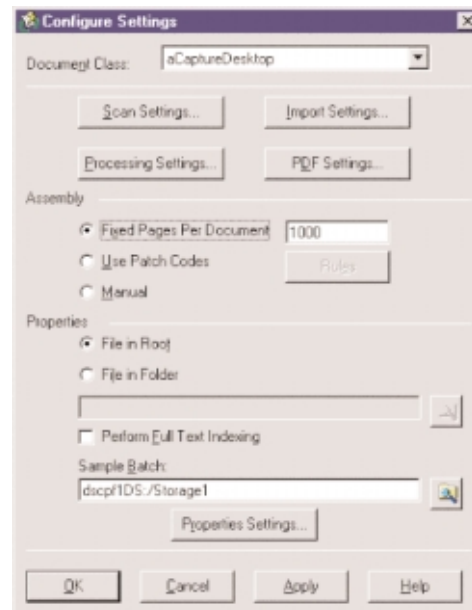 Configure Settings
Document Class: aCaptureDesktop
Scan Settings... Import Settings...
Processing Settings... PDF Settings...
Assembly
Fixed Pages Per Document 1000
Use Patch Codes Rules
Manual
Properties
File in Root
File in Folder
Perform Full Text Indexing
Sample Batch:
dscpf1DS:/Storage1
Properties Settings...
OK Cancel Apply Help